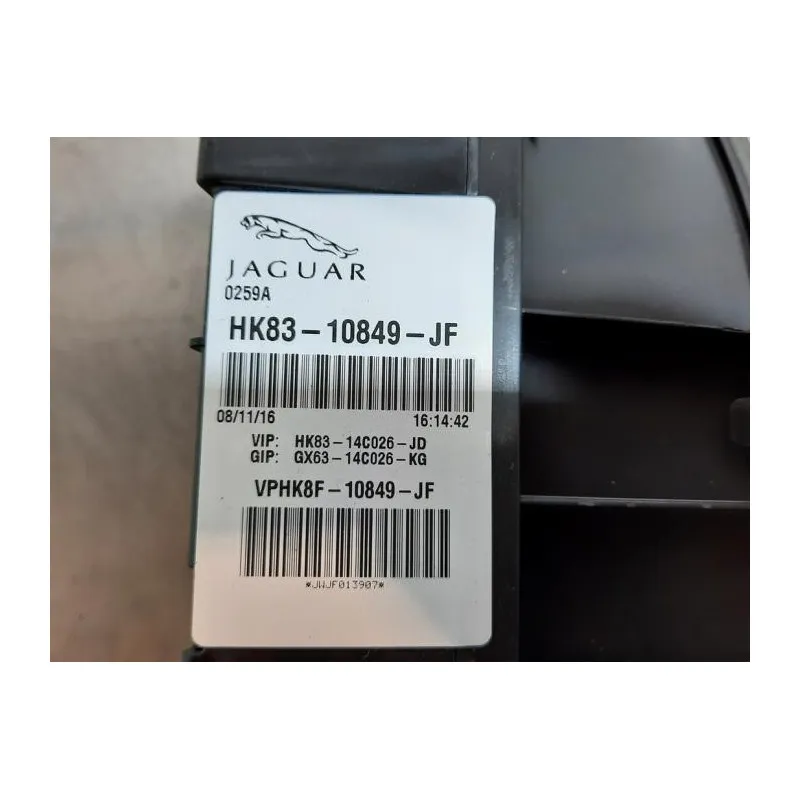 JAGUAR
0259A
HK83-10849-JF
08/11/16 16:14:42
VIP: HK83-14C026-JD
GIP: GX63-14C026-KG
VPHK8F-10849-JF
*JWJF013907*